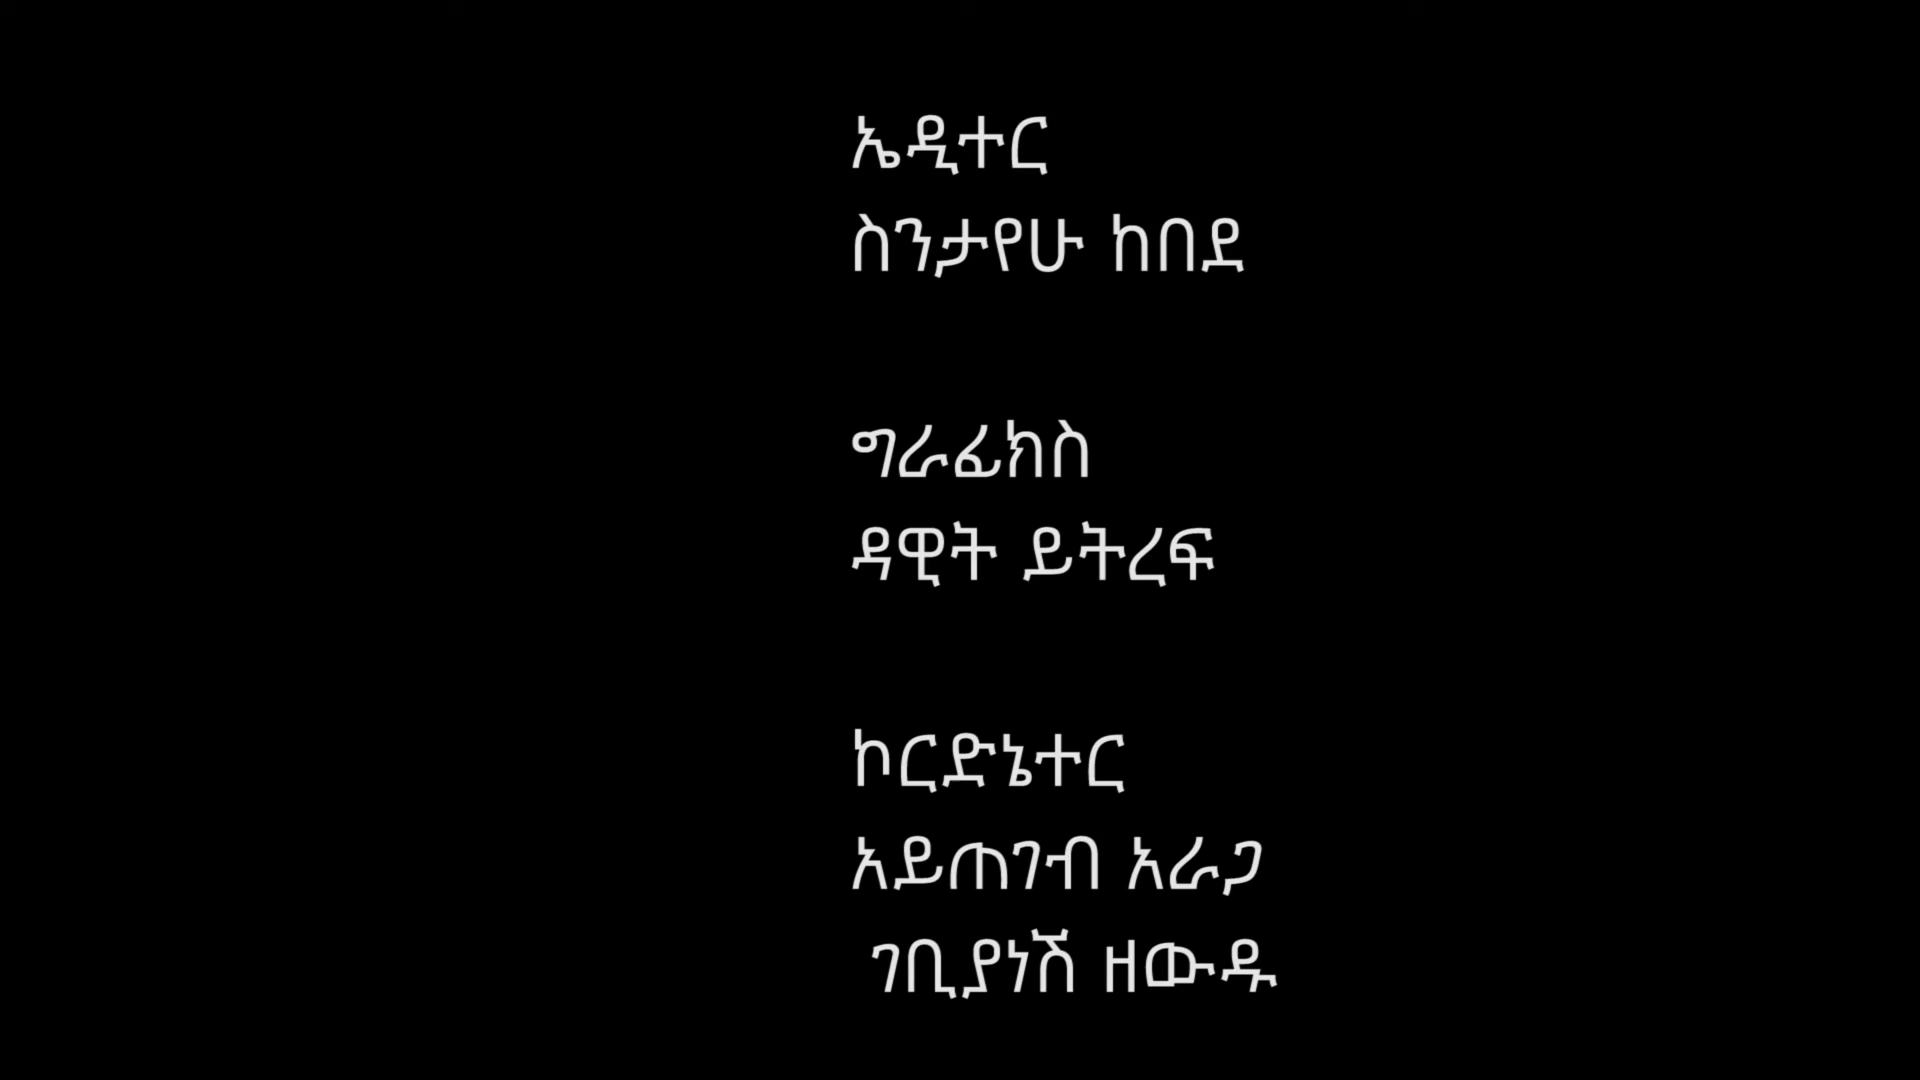 ኤዲተር
ስንታየሁ ከበደ
ግራፊክስ
ዳዊት ይትረፍ
ኮርድኔተር
አይጠገብ አራጋ
ገቢያነሽ ዘውዱ